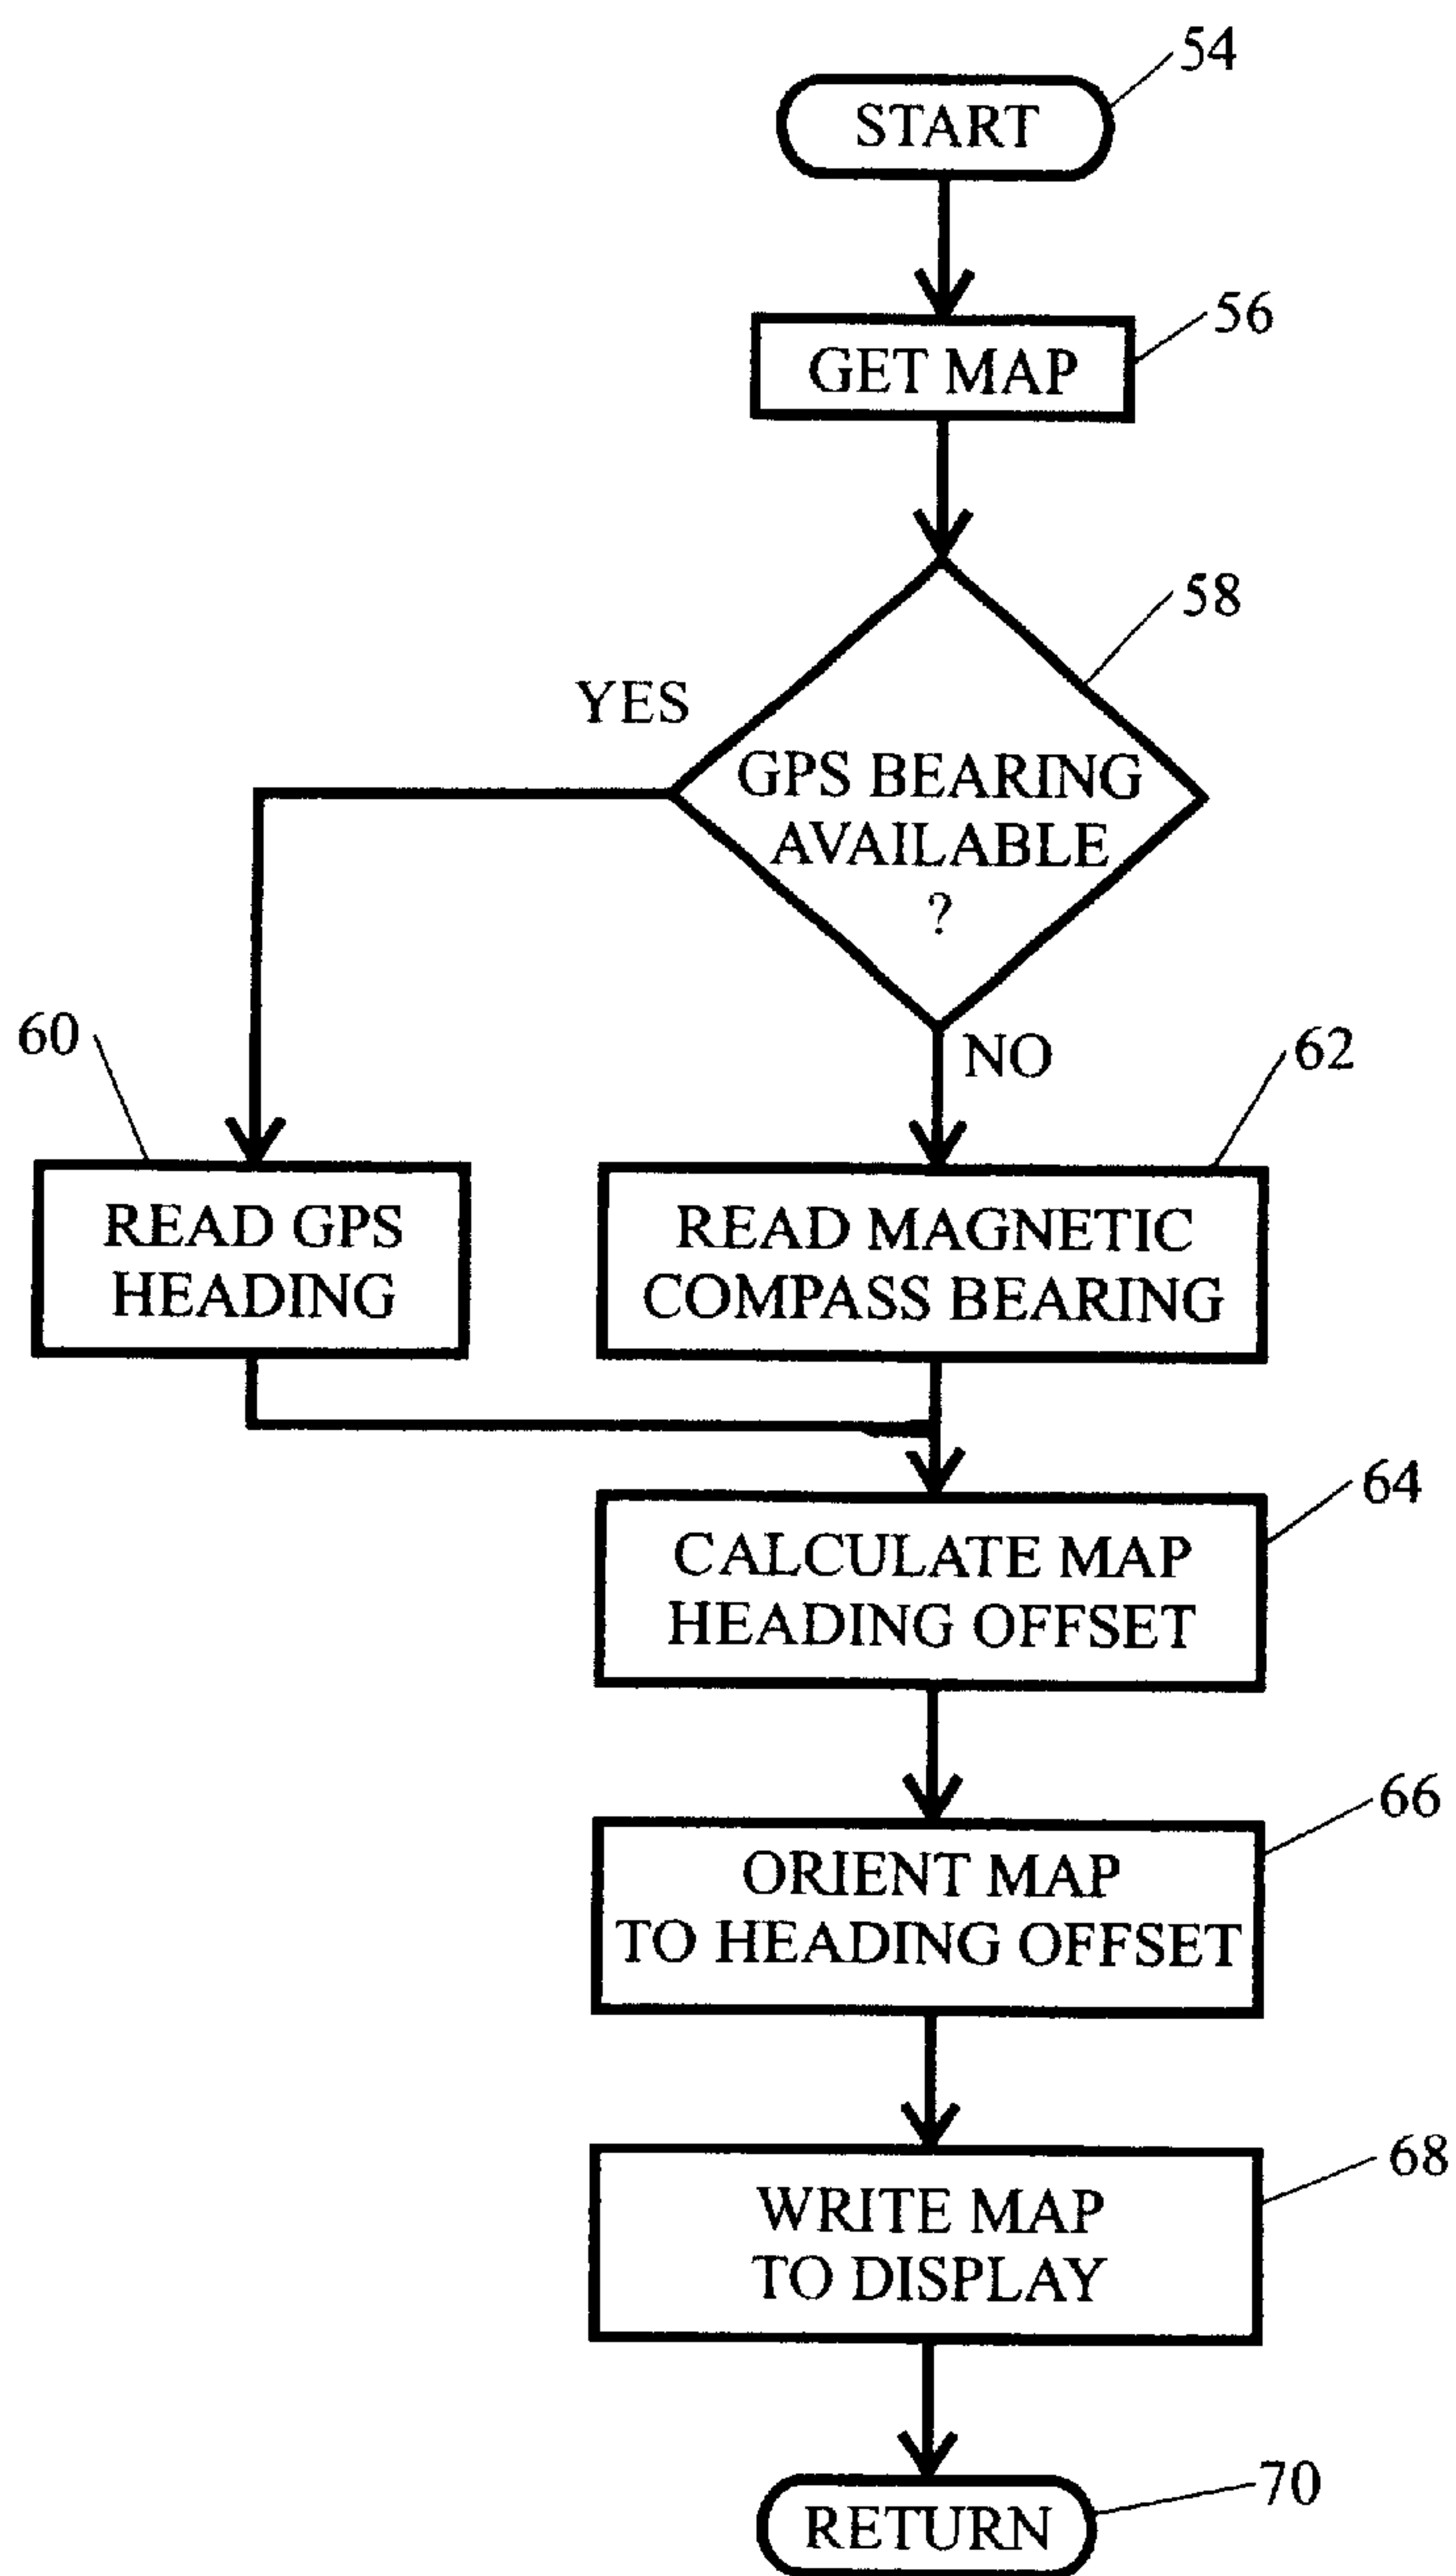 54
START
56
GET MAP
58
YES
GPS BEARING
AVAILABLE
?
NO
60
62
READ GPS
HEADING
READ MAGNETIC
COMPASS BEARING
64
CALCULATE MAP
HEADING OFFSET
66
ORIENT MAP
TO HEADING OFFSET
68
WRITE MAP
TO DISPLAY
70
RETURN